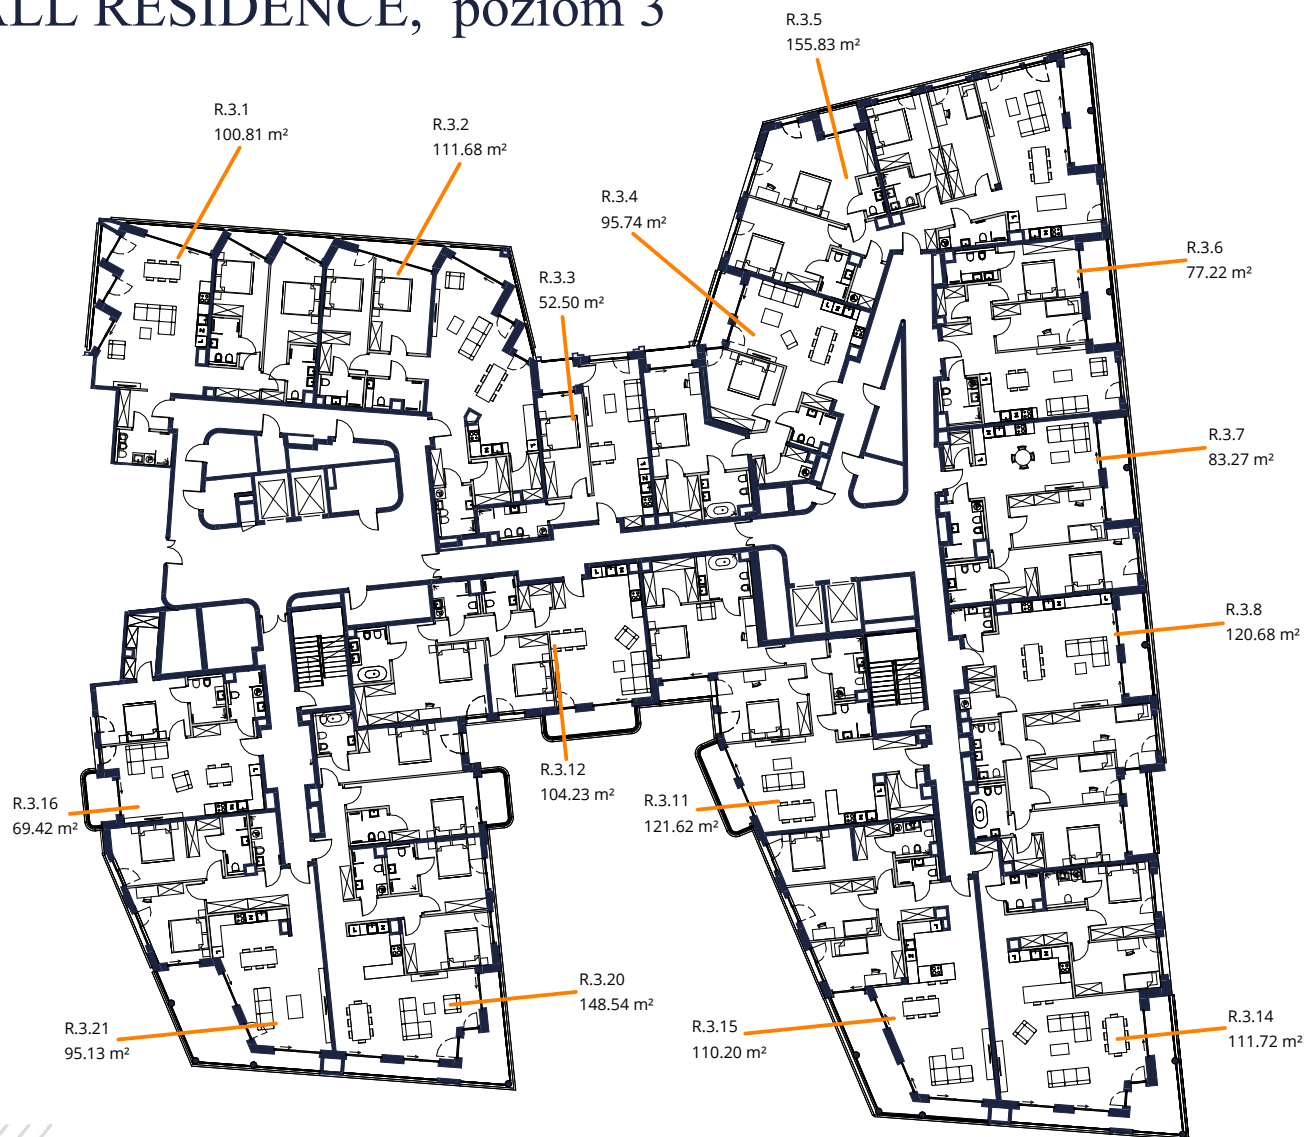 ALL RESIDENCE, poziom 3
R.3.5
155.83 m²
R.3.1
100.81 m²
R.3.2
111.68 m²
R.3.4
95.74 m²
R.3.6
77.22 m²
R.3.3
52.50 m²
R.3.7
83.27 m²
R.3.8
120.68 m²
R.3.12
104.23 m²
R.3.16
69.42 m²
R.3.11
121.62 m²
R.3.20
148.54 m²
R.3.21
95.13 m²
R.3.15
110.20 m²
R.3.14
111.72 m²